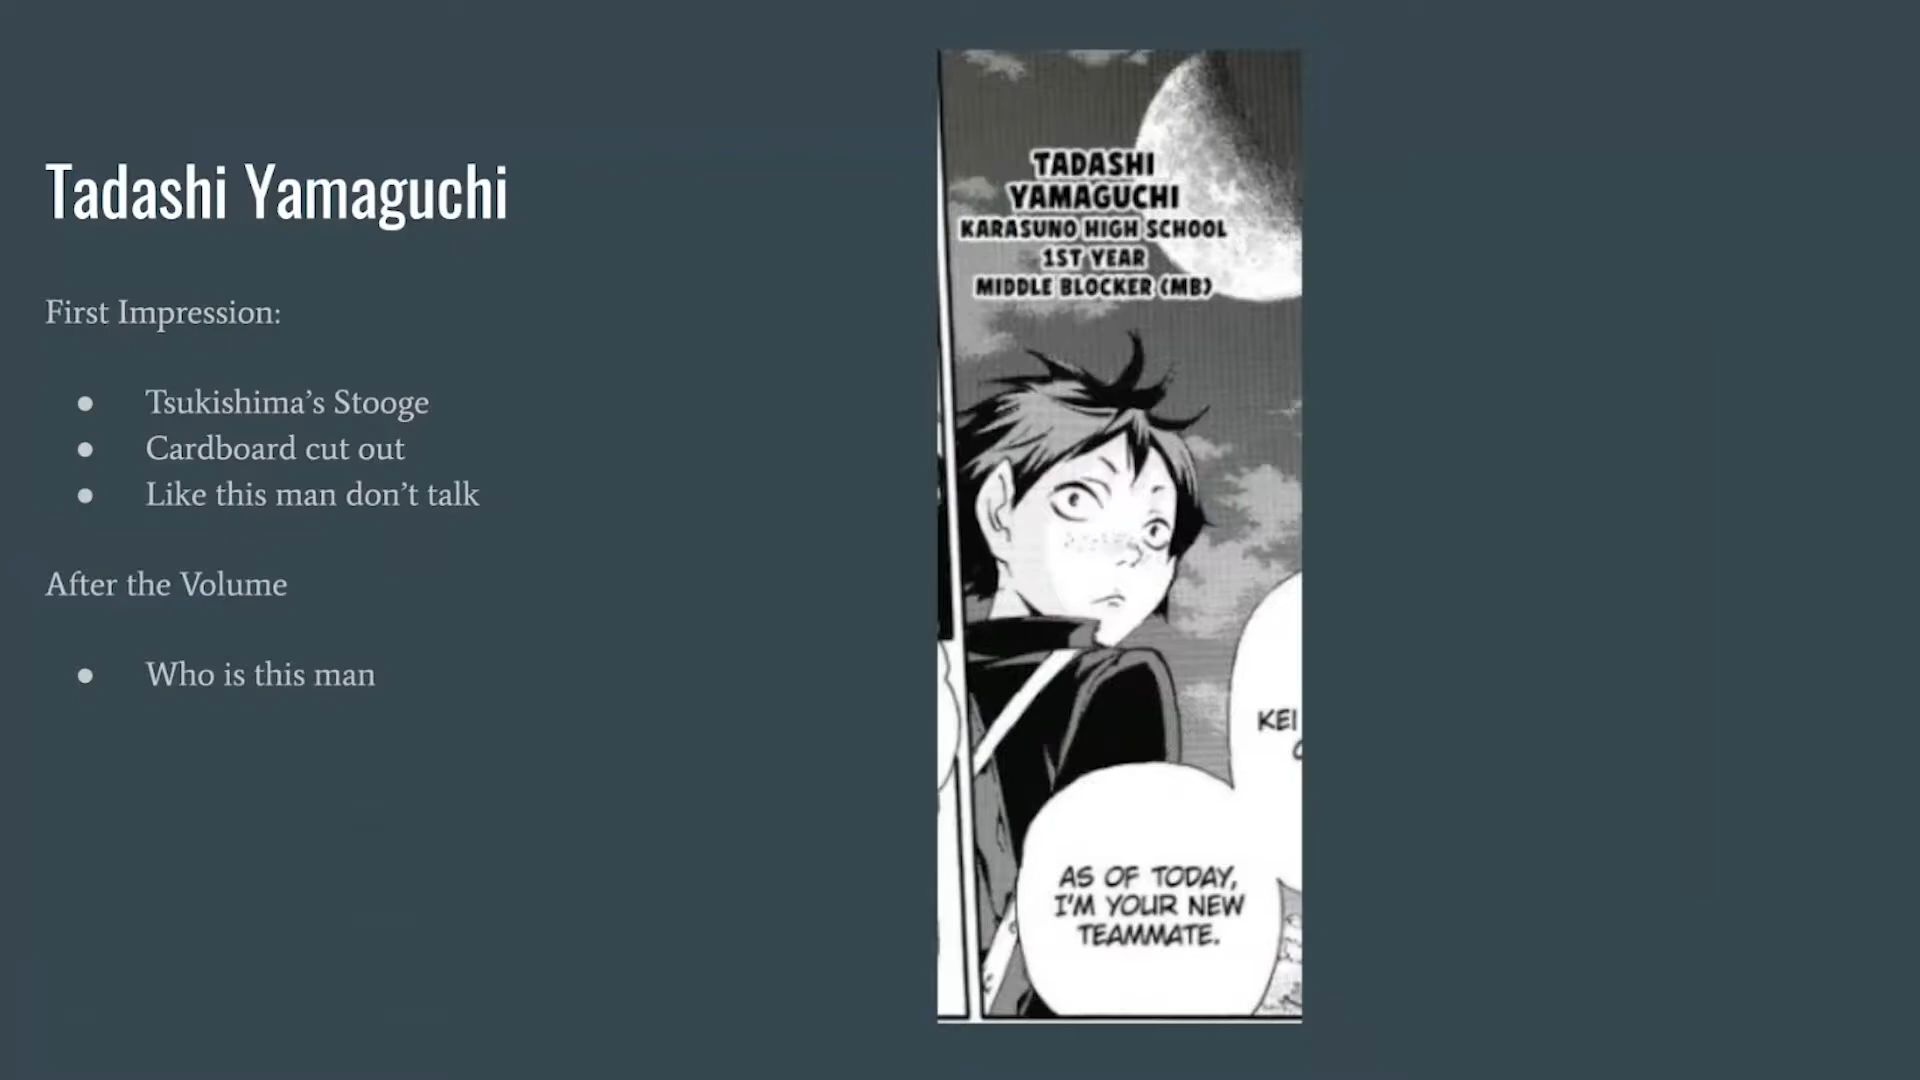 Tadashi Yamaguchi
First Impression:
● Tsukishima’s Stooge
● Cardboard cut out
● Like this man don’t talk
After the Volume
● Who is this man
TADASHI
YAMAGUCHI
KARASUNO HIGH SCHOOL
1ST YEAR
MIDDLE BLOCKER (MB)
KEI
AS OF TODAY,
I'M YOUR NEW
TEAMMATE.